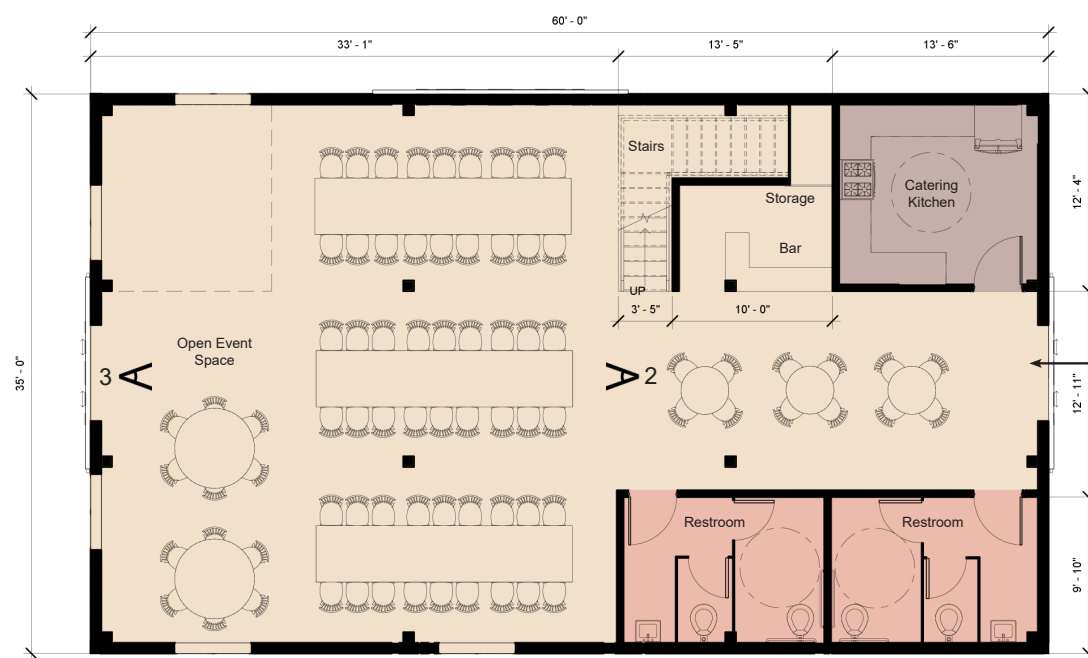 60' - 0"
33' - 1"
13' - 5"
13' - 6"
Stairs
Storage
Bar
Catering
Kitchen
12' - 4"
UP
3' - 5"
10' - 0"
Open Event
Space
35' - 0"
3
2
12' - 11"
Restroom
Restroom
9' - 10"